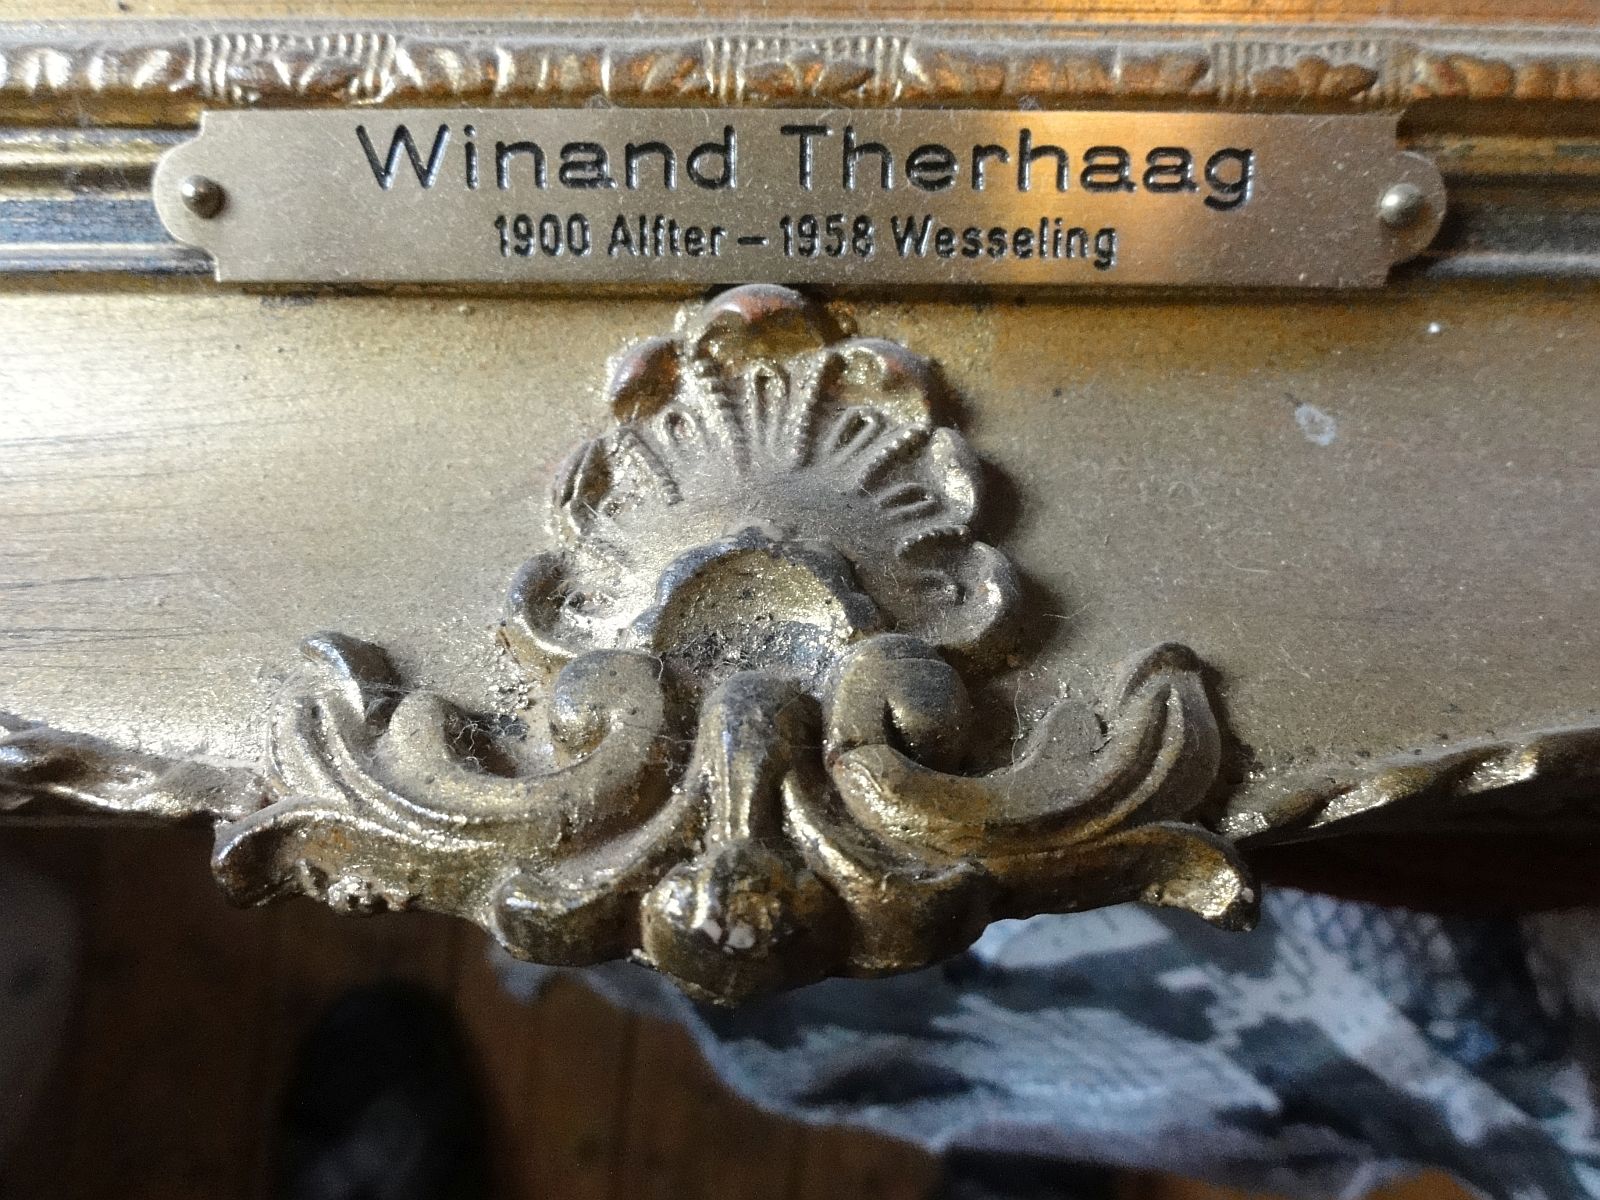 Winand Therhaag
1900 Alfter – 1958 Wesseling